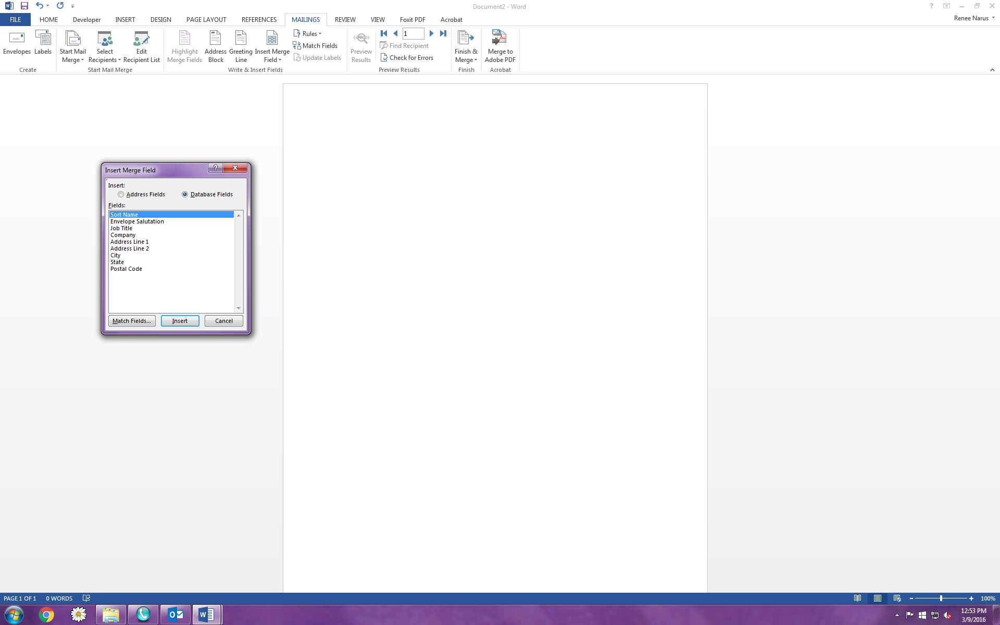 Document2 - Word
FILE HOME Developer INSERT DESIGN PAGE LAYOUT REFERENCES MAILINGS REVIEW VIEW Foxit PDF Acrobat
Renee Narus
Envelopes
Labels
Create
Start Mail
Merge
Select
Recipients
Edit
Recipient List
Start Mail Merge
Highlight
Merge Fields
Address
Block
Greeting
Line
Insert Merge
Field
Rules
Match Fields
Update Labels
Write & Insert Fields
ABC
Preview
Results
1
Find Recipient
Check for Errors
Preview Results
Finish &
Merge
Finish
Merge to
Adobe PDF
Acrobat
Insert Merge Field
Insert:
Address Fields Database Fields
Fields:
Sort Name
Envelope Salutation
Job Title
Company
Address Line 1
Address Line 2
City
State
Postal Code
Match Fields... Insert Cancel
PAGE 1 OF 1 0 WORDS 100%
12:53 PM
3/9/2016